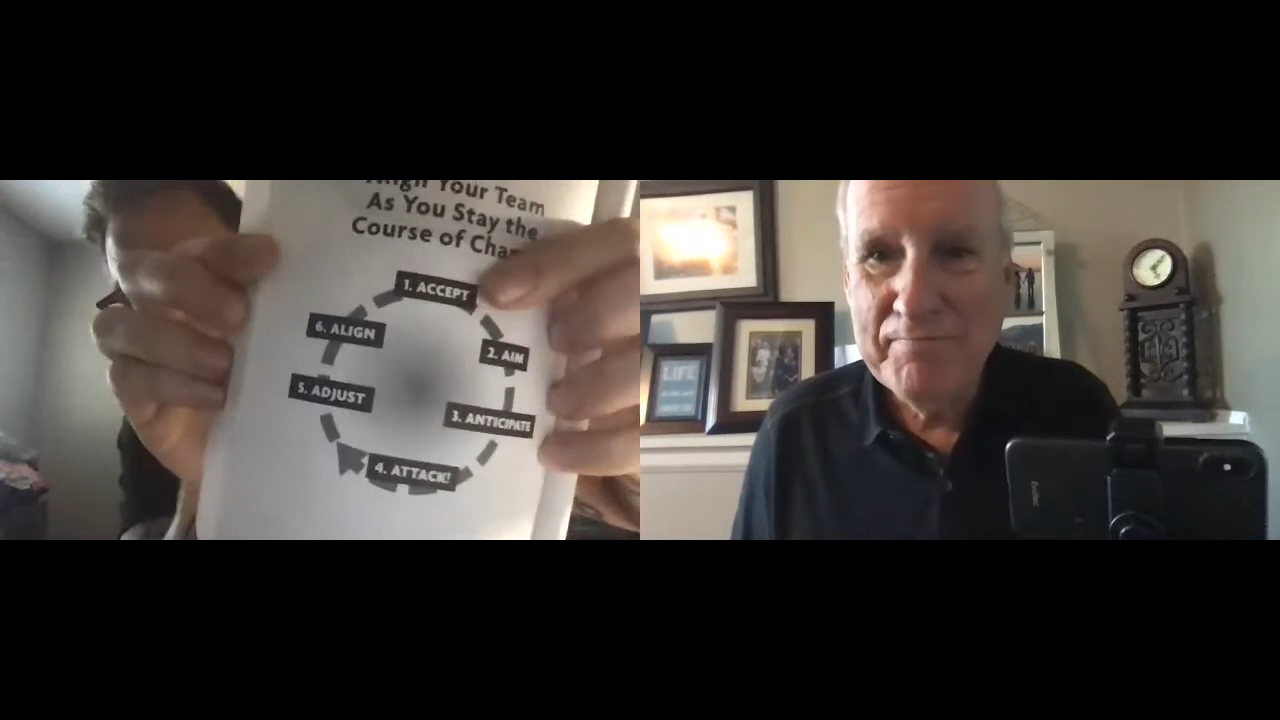 Align Your Team
As You Stay the
Course of
1. ACCEPT
2. AIM
3. ANTICIPATE
4. ATTACK!
5. ADJUST
6. ALIGN
LIFE